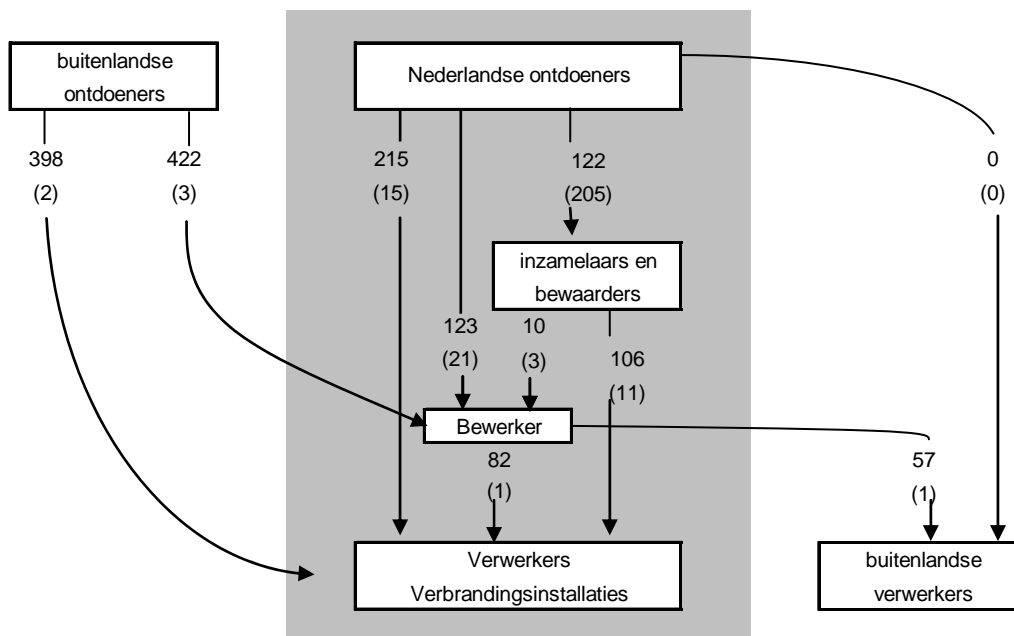 buitenlandse
ontdoeners
Nederlandse ontdoeners
398
(2)
422
(3)
215
(15)
122
(205)
0
(0)
inzamelaars en
bewaarders
123
(21)
10
(3)
106
(11)
Bewerker
82
(1)
57
(1)
Verwerkers
Verbrandingsinstallaties
buitenlandse
verwerkers